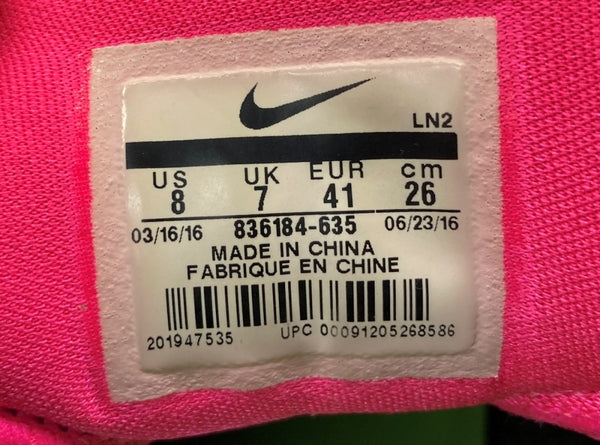 LN2
US UK EUR cm
8 7 41 26
03/16/16 836184-635 06/23/16
MADE IN CHINA
FABRIQUE EN CHINE
201947535 UPC 00091205268586